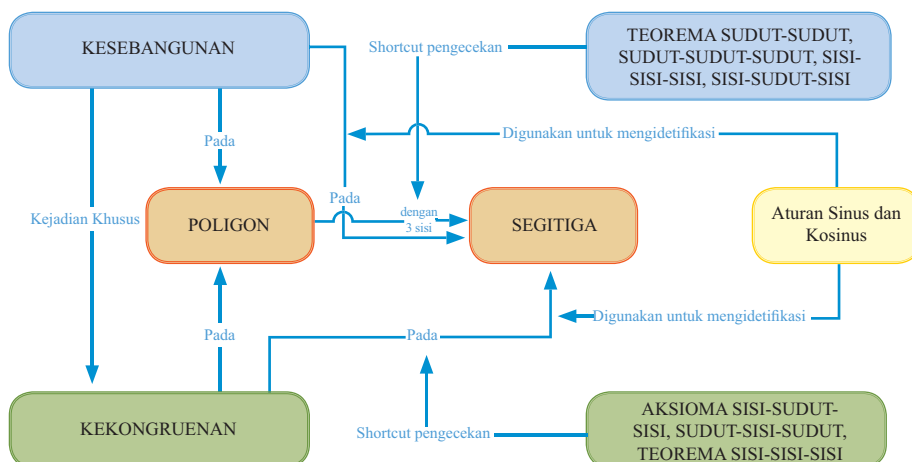 KESEBANGUNAN
Shortcut pengecekan
TEOREMA SUDUT-SUDUT,
SUDUT-SUDUT-SUDUT, SISI-
SISI-SISI, SISI-SUDUT-SISI
Pada
Digunakan untuk mengidetifikasi
Kejadian Khusus
POLIGON
Pada
dengan
3 sisi
SEGITIGA
Aturan Sinus dan
Kosinus
Digunakan untuk mengidetifikasi
Pada
Pada
KEKONGRUENAN
Shortcut pengecekan
AKSIOMA SISI-SUDUT-
SISI, SUDUT-SISI-SUDUT,
TEOREMA SISI-SISI-SISI